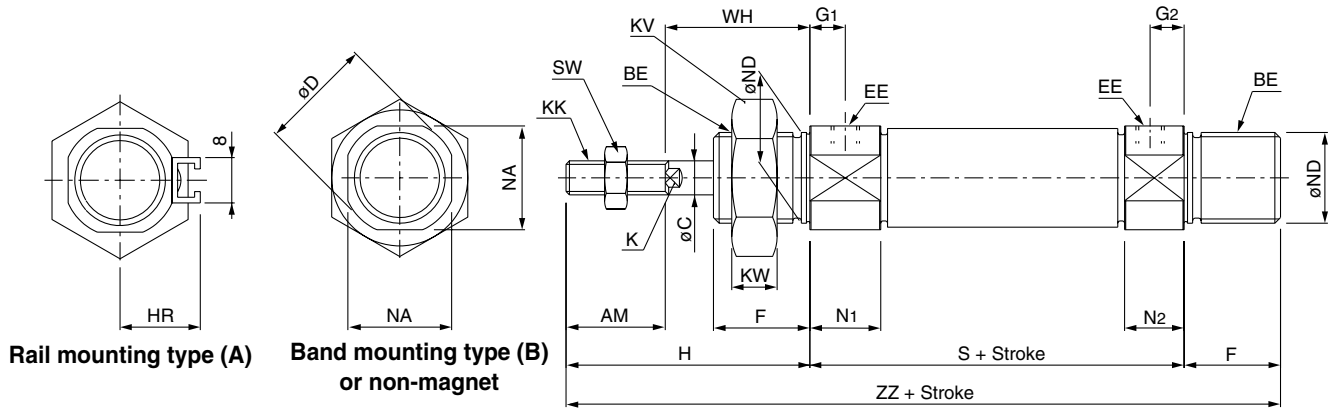 WH
G1
G2
KV
øND
SW
BE
EE
EE
BE
KK
øD
8
NA
øND
K
øC
KW
HR
NA
AM
F
N1
N2
H
S + Stroke
F
ZZ + Stroke
Rail mounting type (A)
Band mounting type (B)
or non-magnet